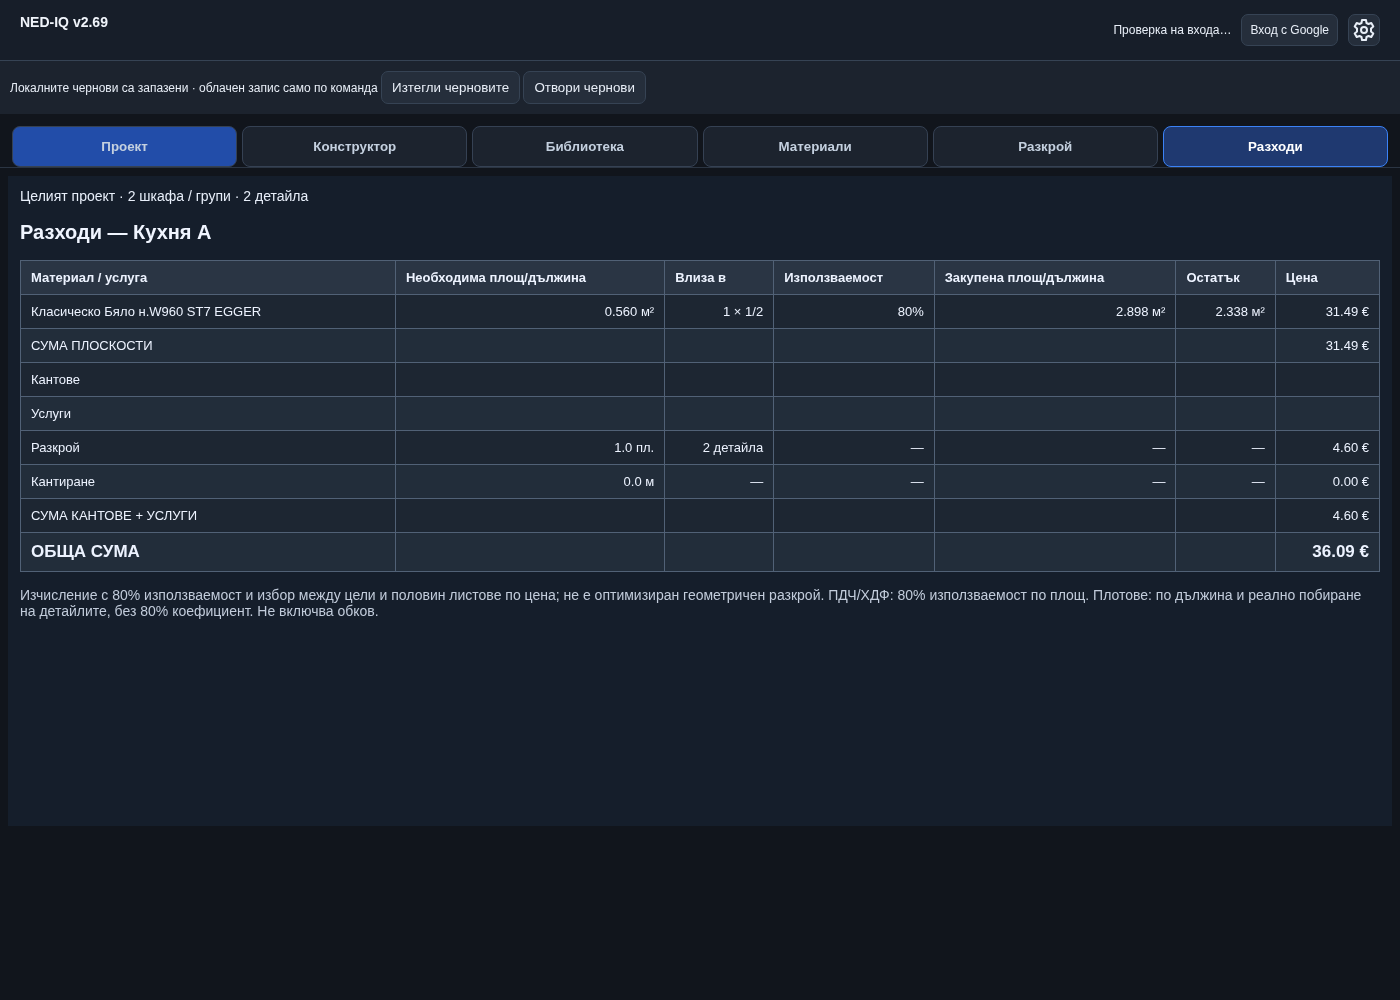 NED-IQ v2.69
Проверка на входа…
Вход с Google
Локалните чернови са запазени · облачен запис само по команда
Изтегли черновите
Отвори чернови
Проект
Конструктор
Библиотека
Материали
Разкрой
Разходи
Целият проект · 2 шкафа / групи · 2 детайла
Разходи — Кухня А
Материал / услуга Необходима площ/дължина Влиза в Използваемост Закупена площ/дължина Остатък Цена
Класическо Бяло н.W960 ST7 EGGER 0.560 м² 1 × 1/2 80% 2.898 м² 2.338 м² 31.49 €
СУМА ПЛОСКОСТИ 31.49 €
Кантове
Услуги
Разкрой 1.0 пл. 2 детайла — — — 4.60 €
Кантиране 0.0 м — — — — 0.00 €
СУМА КАНТОВЕ + УСЛУГИ 4.60 €
ОБЩА СУМА 36.09 €
Изчисление с 80% използваемост и избор между цели и половин листове по цена; не е оптимизиран геометричен разкрой. ПДЧ/ХДФ: 80% използваемост по площ. Плотове: по дължина и реално побиране
на детайлите, без 80% коефициент. Не включва обков.